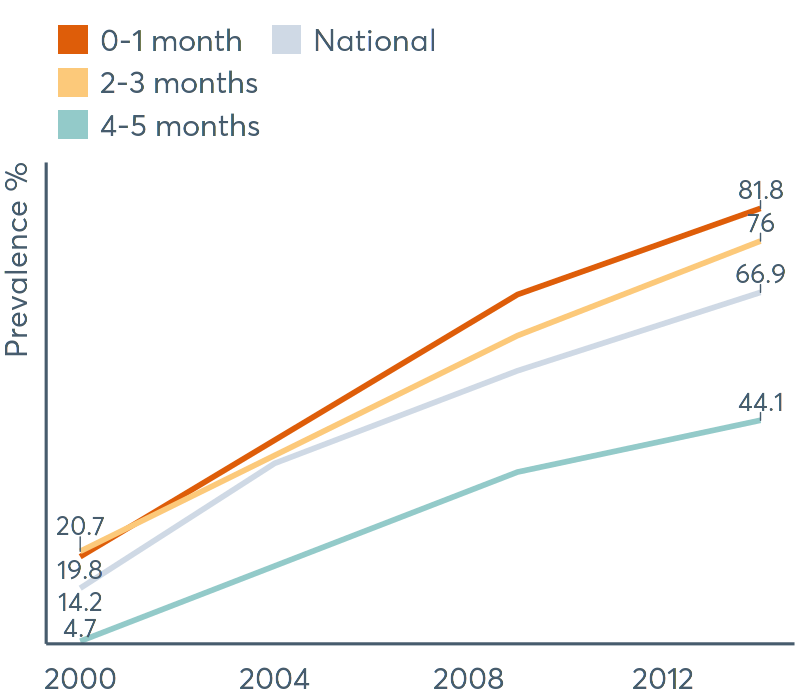 0-1 month National
2-3 months
4-5 months
Prevalence %
81.8
76
66.9
44.1
20.7
19.8
14.2
4.7
2000 2004 2008 2012